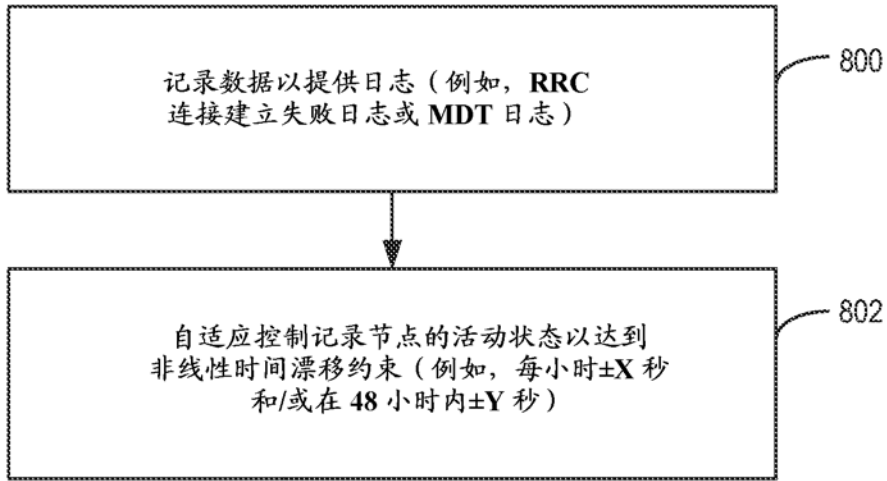 记录数据以提供日志（例如，RRC
连接建立失败日志或 MDT 日志）
800
自适应控制记录节点的活动状态以达到
非线性时间漂移约束（例如，每小时±X 秒
和/或在 48 小时内±Y 秒）
802